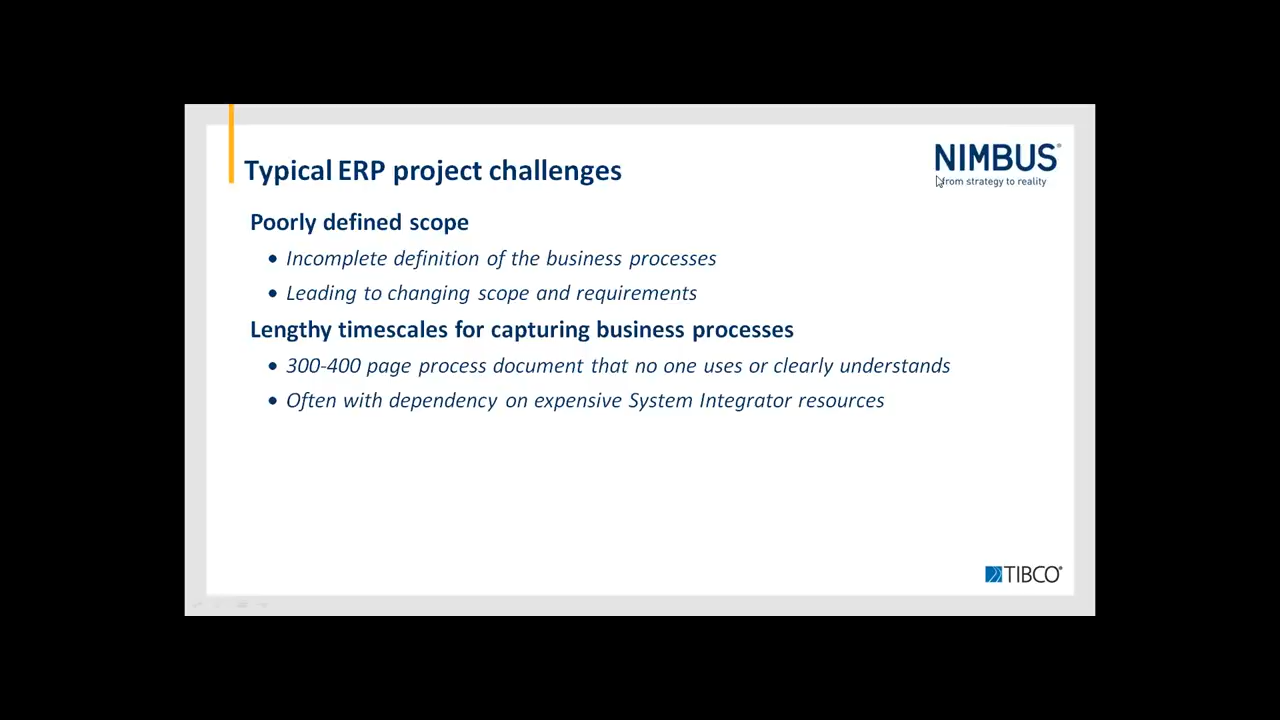 Typical ERP project challenges
NIMBUS®
from strategy to reality
Poorly defined scope
• Incomplete definition of the business processes
• Leading to changing scope and requirements
Lengthy timescales for capturing business processes
• 300-400 page process document that no one uses or clearly understands
• Often with dependency on expensive System Integrator resources
TIBCO®